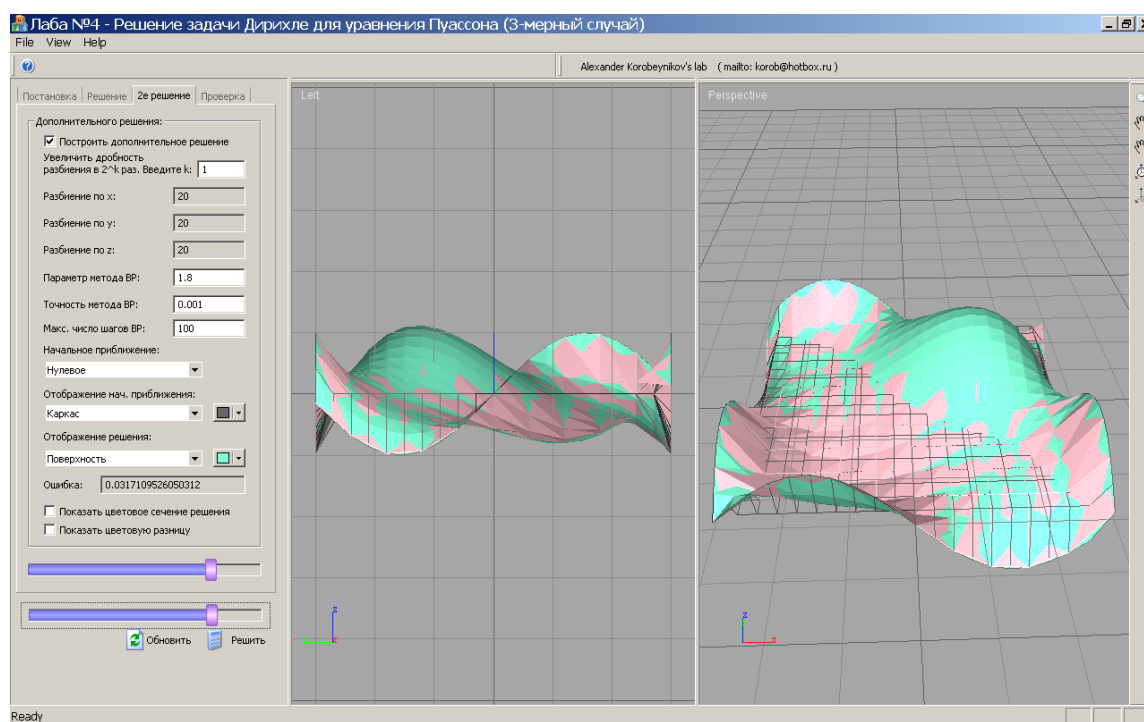 Лаба №4 - Решение задачи Дирихле для уравнения Пуассона (3-мерный случай)
File View Help
Alexander Korobeynikov's lab ( mailto: korob@hotbox.ru )
Постановка Решение 2е решение Проверка
Дополнительного решения:
Построить дополнительное решение
Увеличить дробность
разбиения в 2^k раз. Введите k: 1
Разбиение по x: 20
Разбиение по y: 20
Разбиение по z: 20
Параметр метода ВР: 1.8
Точность метода ВР: 0.001
Макс. число шагов ВР: 100
Начальное приближение:
Нулевое
Отображение нач. приближения:
Каркас
Отображение решения:
Поверхность
Ошибка: 0.0317109526050312
Показать цветовое сечение решения
Показать цветовую разницу
Обновить Решить
Left
z
x
Perspective
z
x
Ready